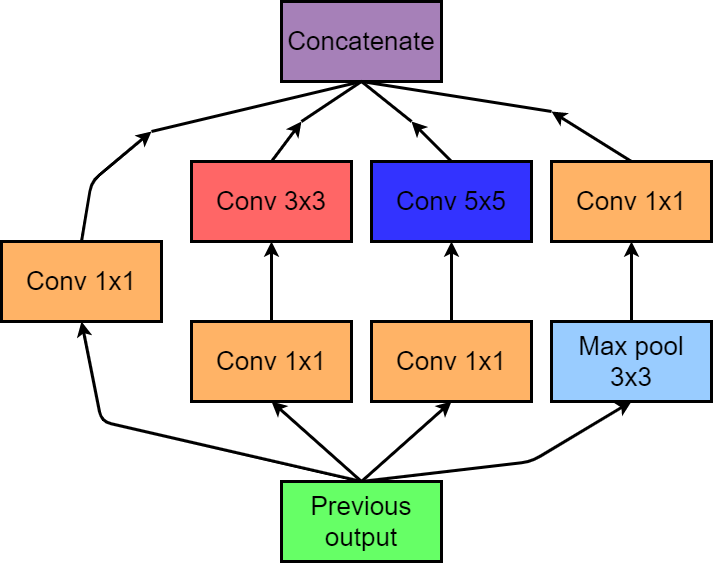 Concatenate
Conv 3x3
Conv 5x5
Conv 1x1
Conv 1x1
Conv 1x1
Conv 1x1
Max pool
3x3
Previous
output